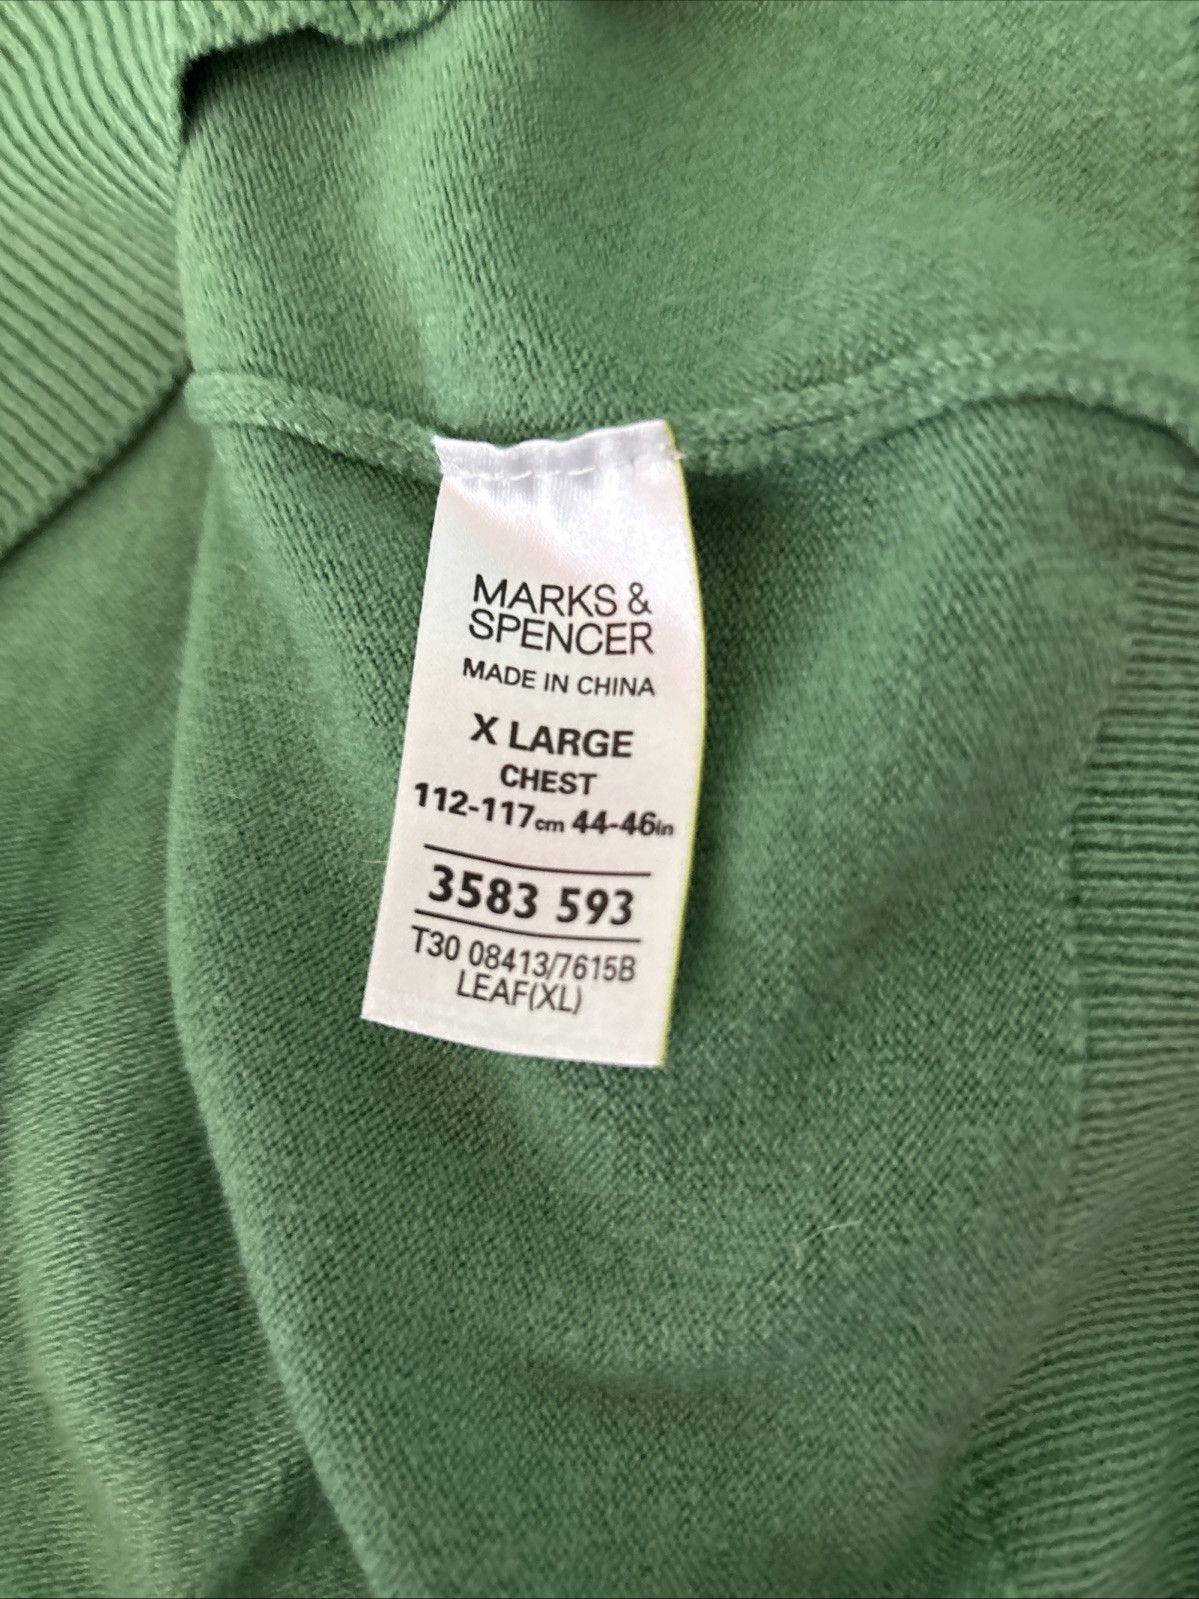 MARKS &
SPENCER
MADE IN CHINA
X LARGE
CHEST
112-117cm 44-46in
3583 593
T30 08413/7615B
LEAF(XL)